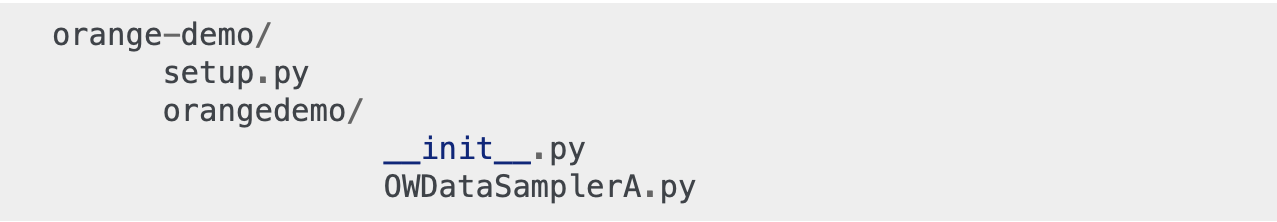 orange-demo/
setup.py
orangedemo/
__init__.py
OWDataSamplerA.py